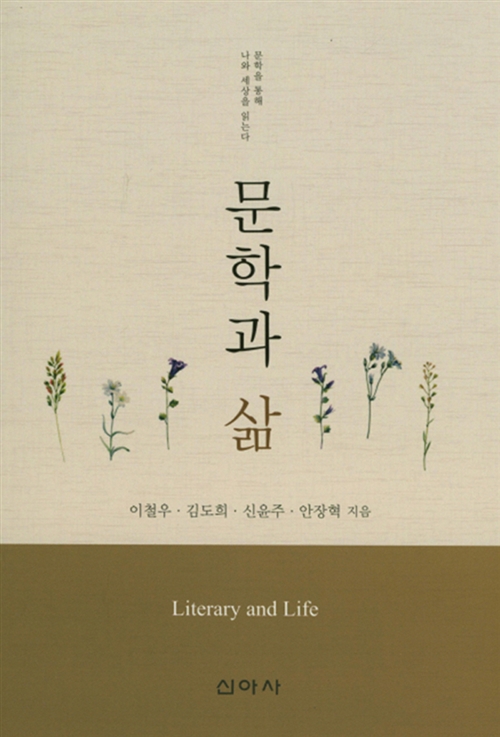 문학을 통해
나와 세상을 읽는다
문학과 삶
이철우 · 김도희 · 신윤주 · 안장혁 지음
Literary and Life
신아사